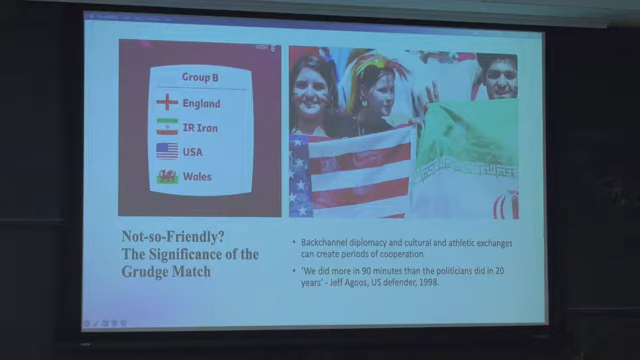 Group B
England
IR Iran
USA
Wales
Not-so-Friendly?
The Significance of the
Grudge Match
• Backchannel diplomacy and cultural and athletic exchanges
can create periods of cooperation
• 'We did more in 90 minutes than the politicians did in 20
years' - Jeff Agoos, US defender, 1998.